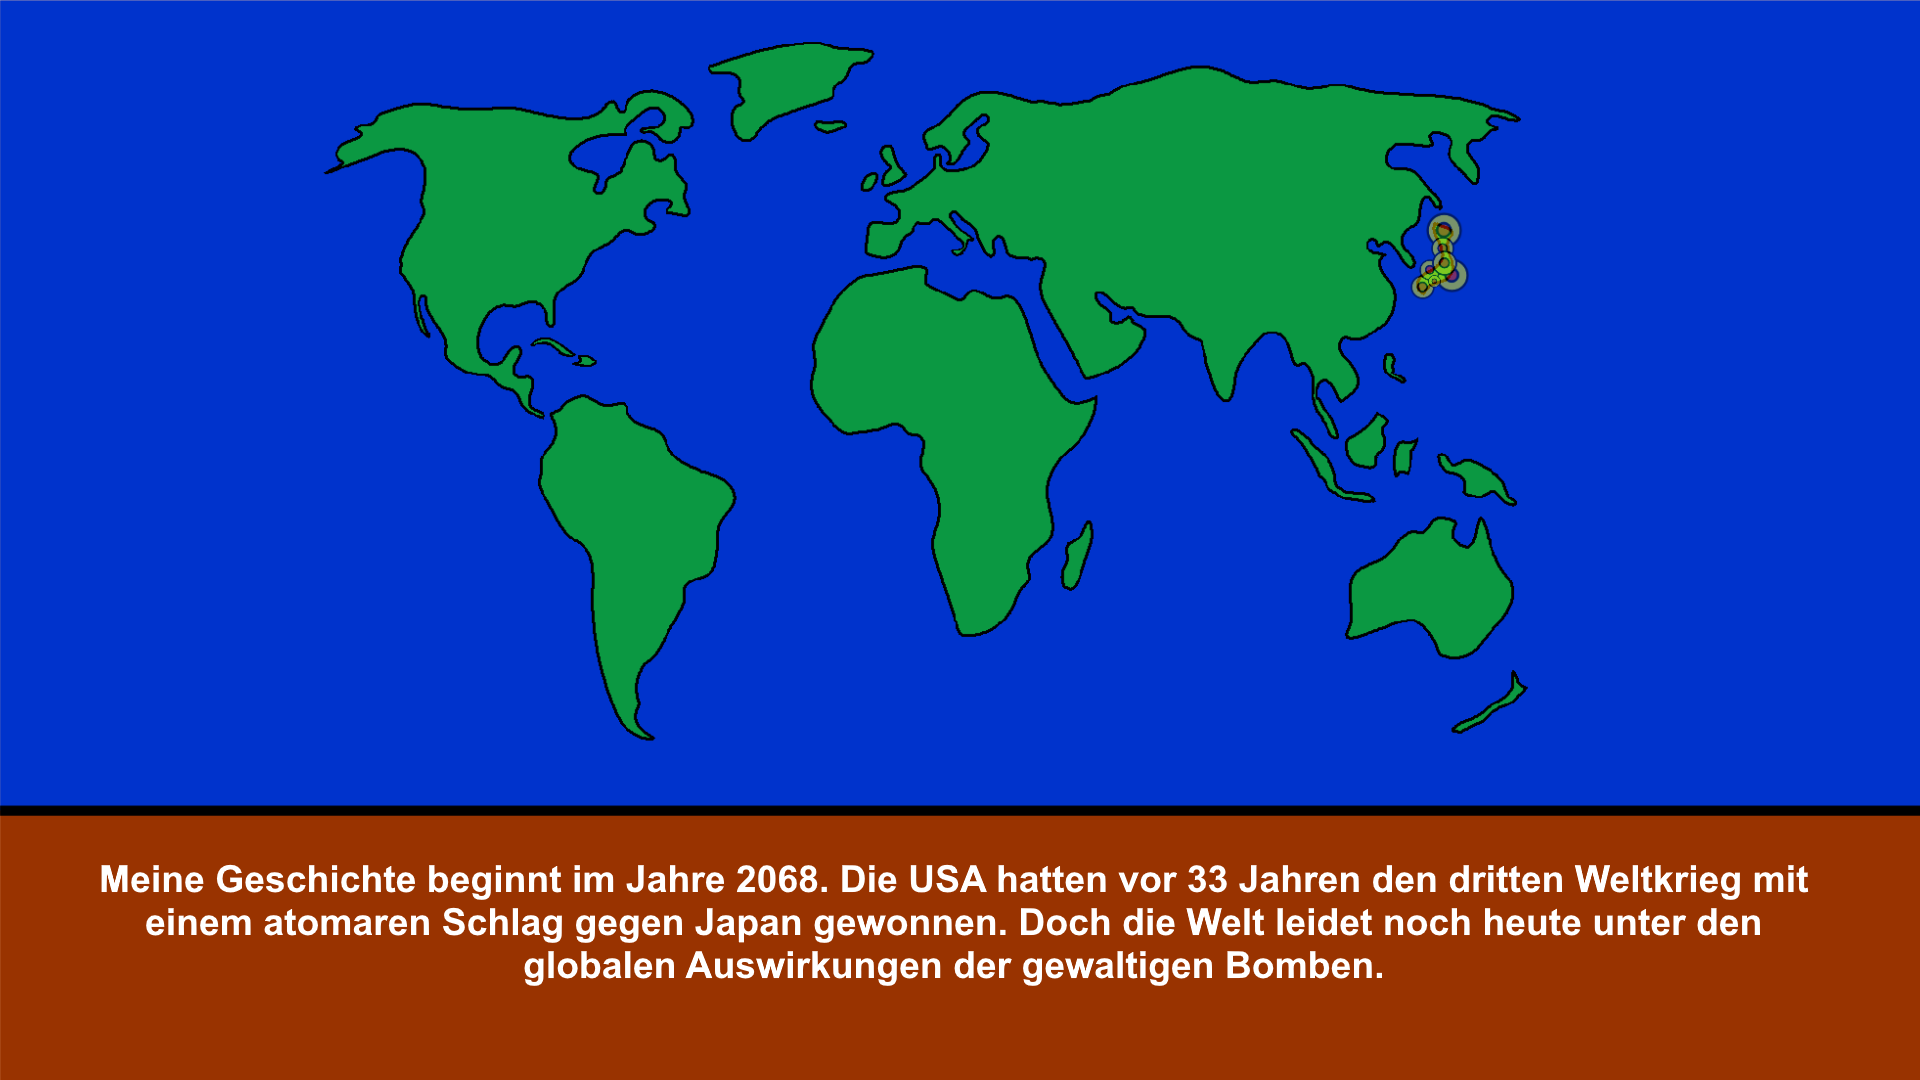 Meine Geschichte beginnt im Jahre 2068. Die USA hatten vor 33 Jahren den dritten Weltkrieg mit
einem atomaren Schlag gegen Japan gewonnen. Doch die Welt leidet noch heute unter den
globalen Auswirkungen der gewaltigen Bomben.